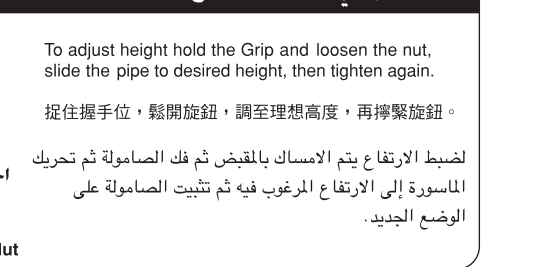 To adjust height hold the Grip and loosen the nut,
slide the pipe to desired height, then tighten again.
捉住握手位，鬆開旋鈕，調至理想高度，再擰緊旋鈕。
لضبط الارتفاع يتم الامساك بالمقبض ثم فك الصامولة ثم تحريك
الماسورة إلى الارتفاع المرغوب فيه ثم تثبيت الصامولة على
الوضع الجديد.